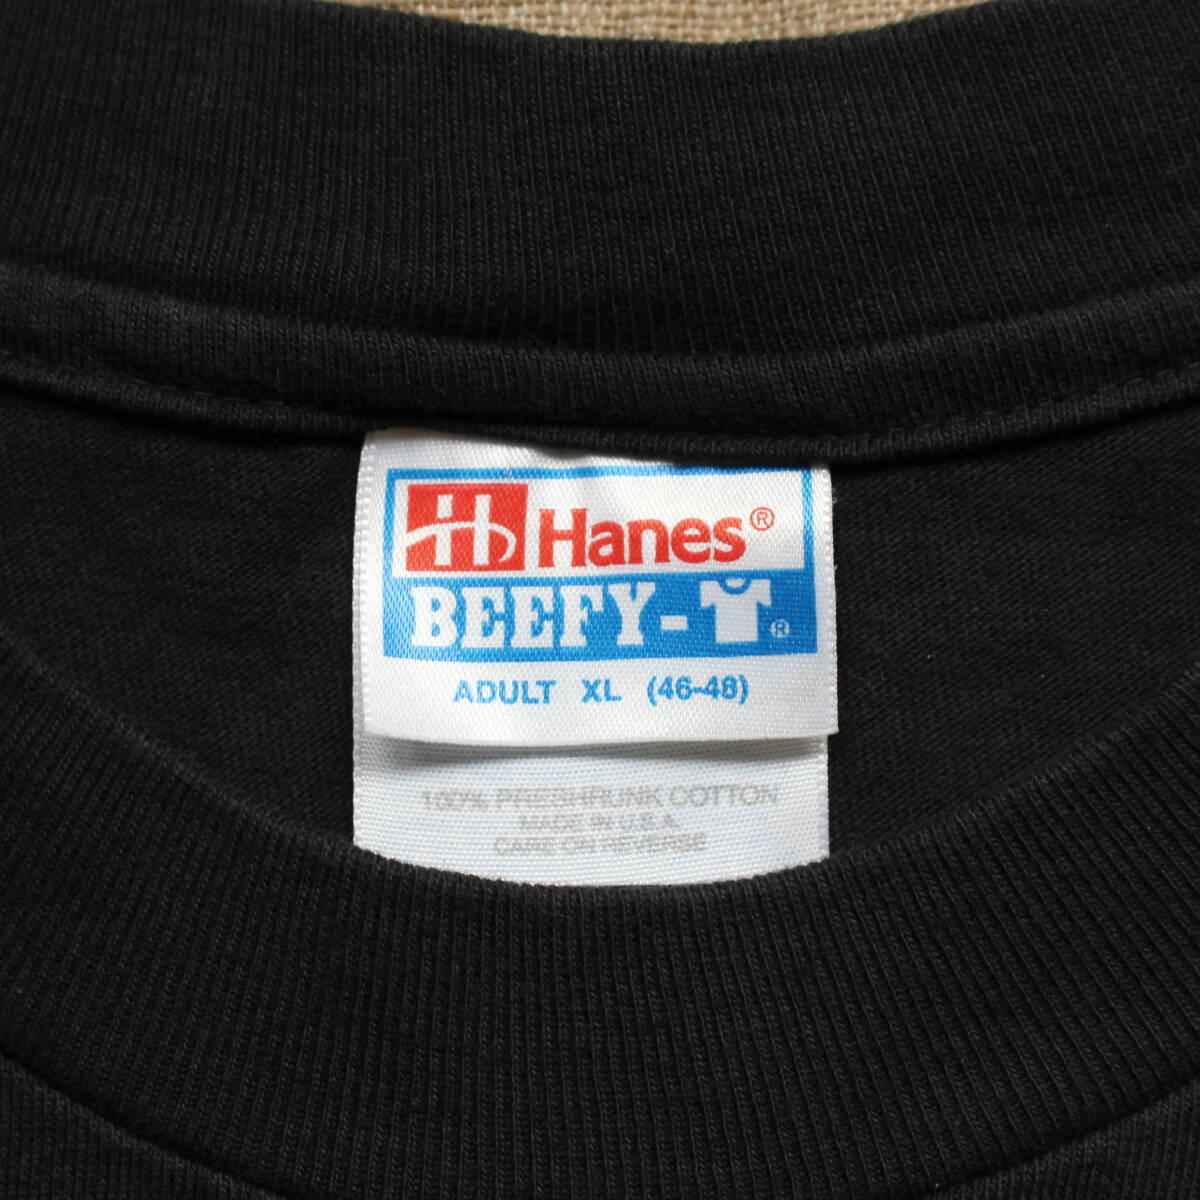 H Hanes®
BEEFY-T®
ADULT XL (46-48)
100% PRESHRUNK COTTON
MADE IN U.S.A.
CARE ON REVERSE